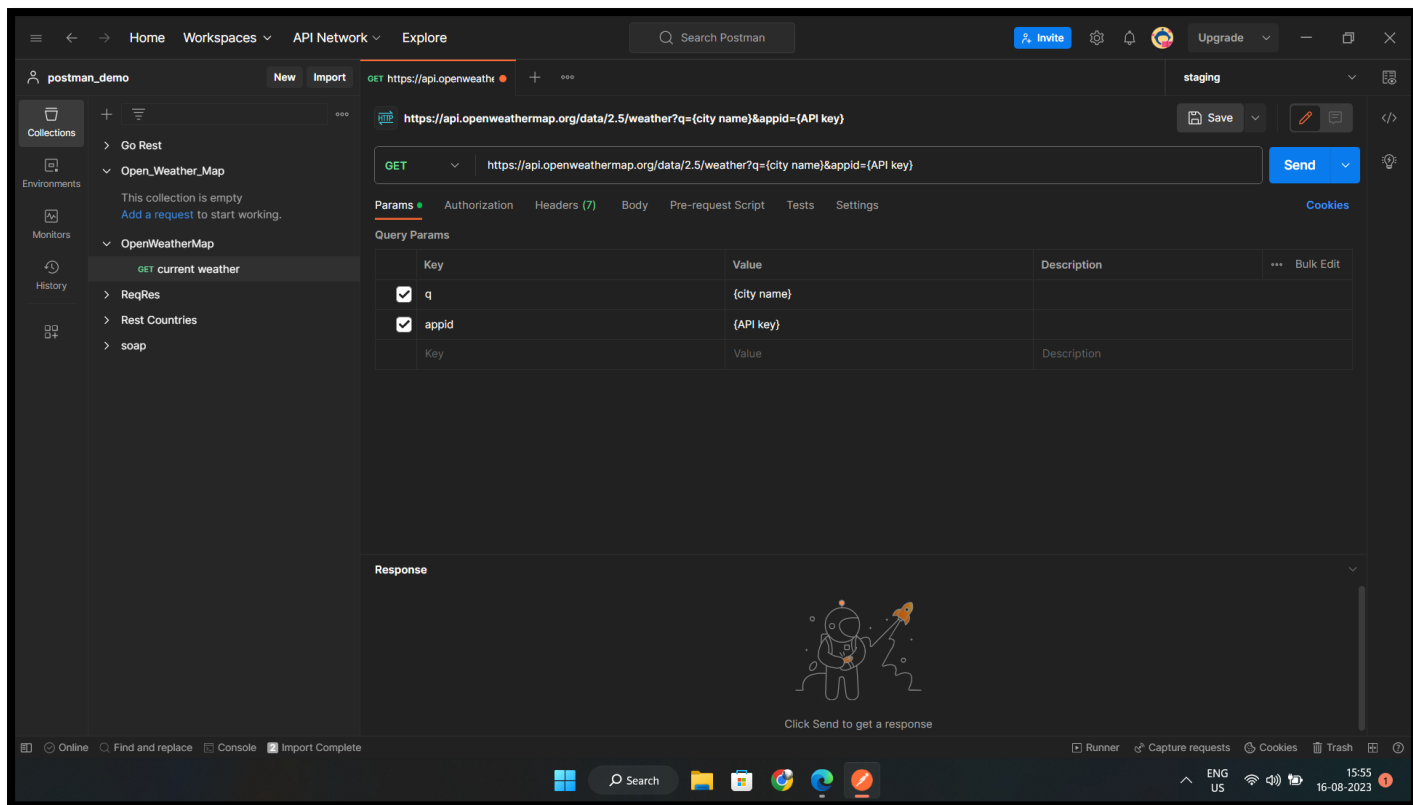 Home Workspaces API Network Explore Search Postman Invite Upgrade
postman_demo New Import GET https://api.openweathe staging
Collections
Environments
Monitors
History
Go Rest
Open_Weather_Map
This collection is empty
Add a request to start working.
OpenWeatherMap
GET current weather
ReqRes
Rest Countries
soap
HTTP https://api.openweathermap.org/data/2.5/weather?q={city name}&appid={API key} Save
GET https://api.openweathermap.org/data/2.5/weather?q={city name}&appid={API key} Send
Params Authorization Headers (7) Body Pre-request Script Tests Settings Cookies
Query Params
Key Value Description Bulk Edit
q {city name}
appid {API key}
Key Value Description
Response
Click Send to get a response
Online Find and replace Console 2 Import Complete Runner Capture requests Cookies Trash
Search ENG 15:55
US 16-08-2023 1